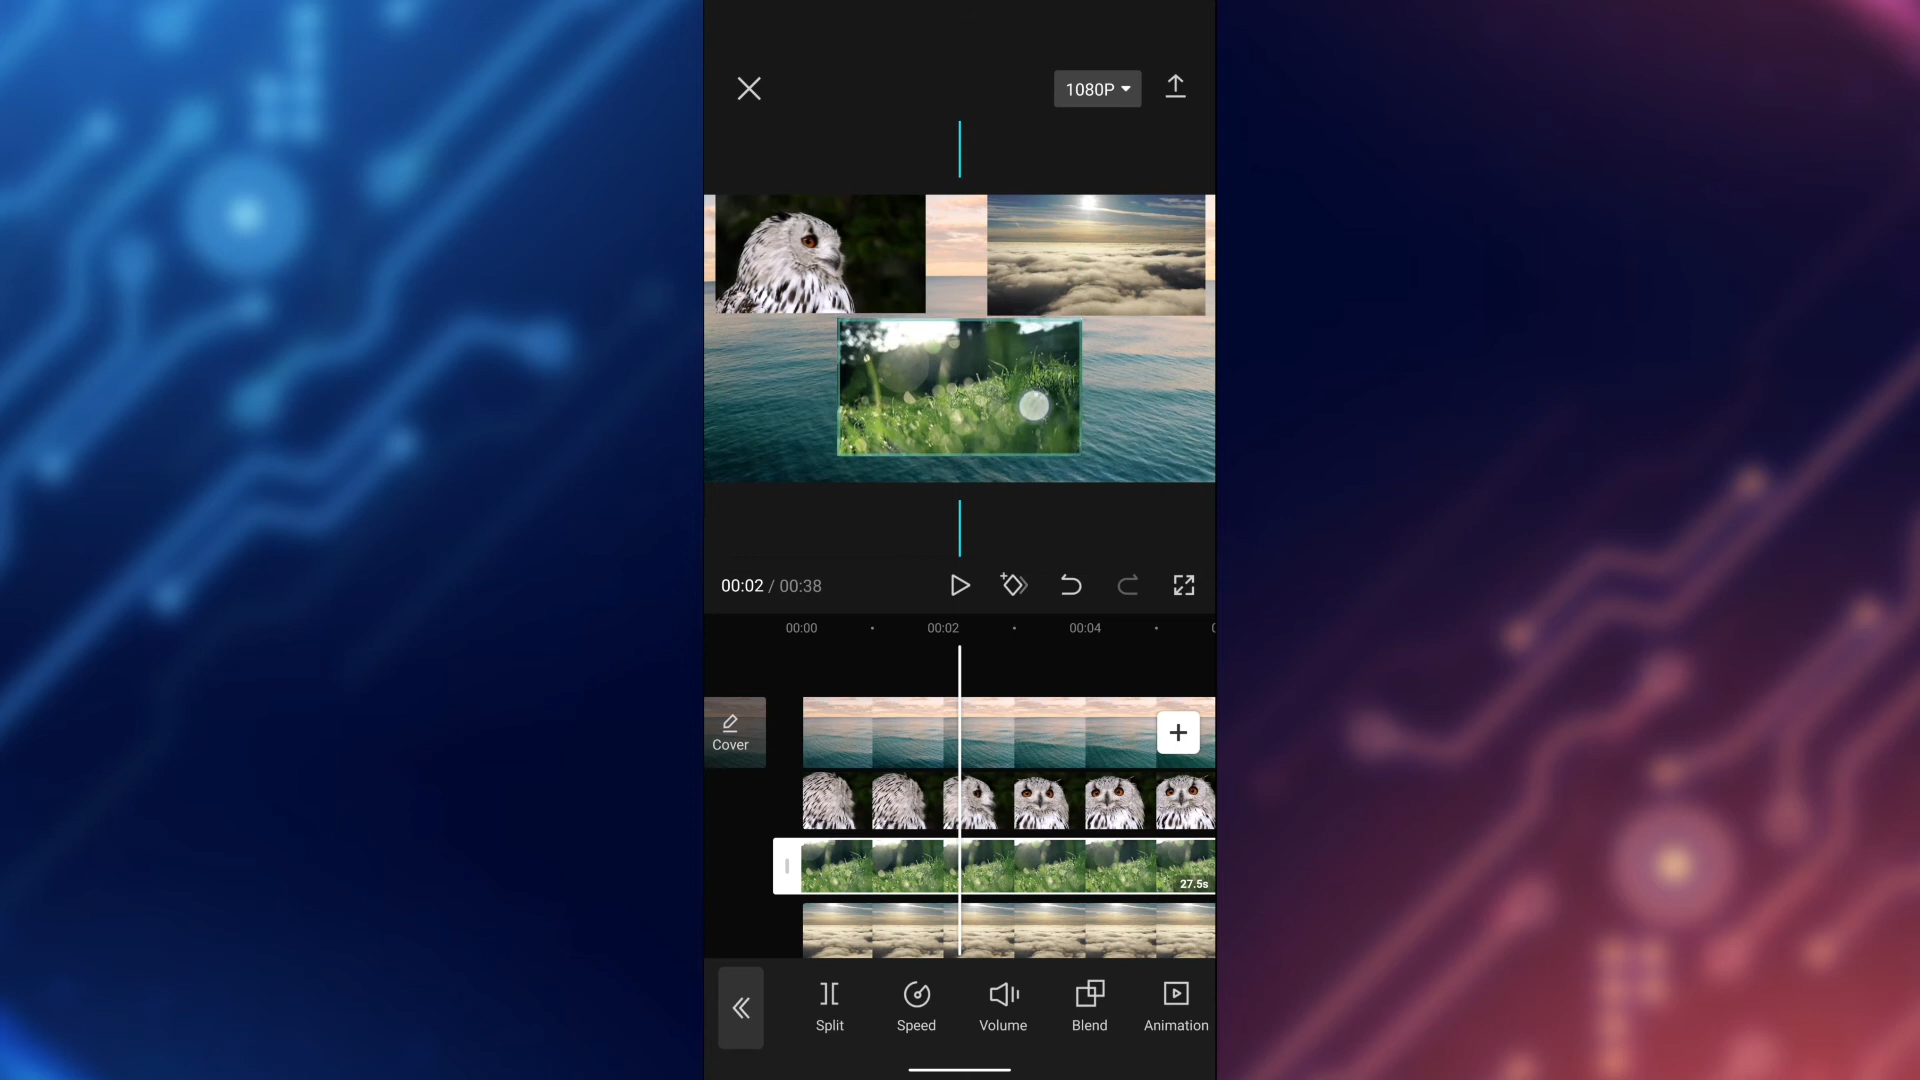 1080P
00:02 / 00:38
00:00 00:02 00:04
Cover
27.5s
Split Speed Volume Blend Animation